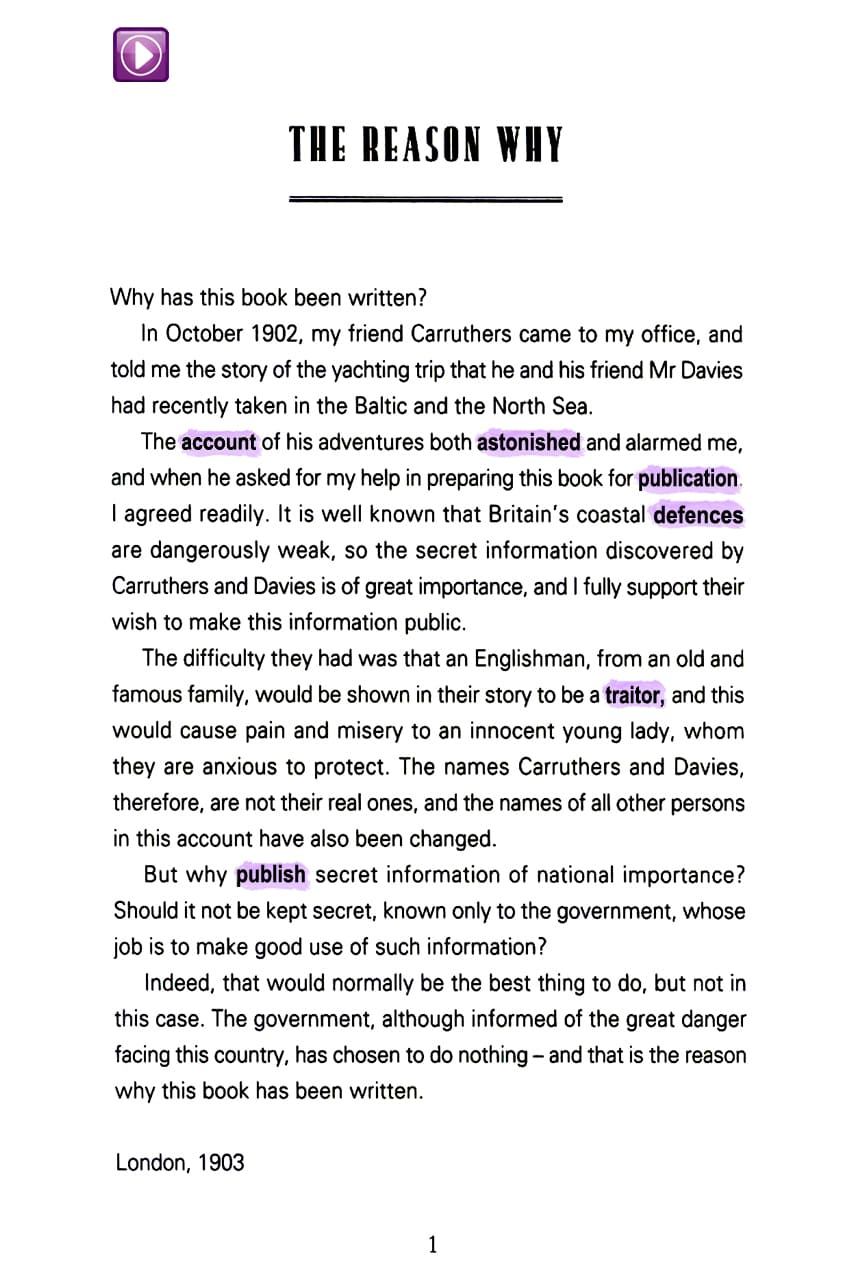 THE REASON WHY
Why has this book been written?
In October 1902, my friend Carruthers came to my office, and
told me the story of the yachting trip that he and his friend Mr Davies
had recently taken in the Baltic and the North Sea.
The account of his adventures both astonished and alarmed me,
and when he asked for my help in preparing this book for publication.
I agreed readily. It is well known that Britain's coastal defences
are dangerously weak, so the secret information discovered by
Carruthers and Davies is of great importance, and I fully support their
wish to make this information public.
The difficulty they had was that an Englishman, from an old and
famous family, would be shown in their story to be a traitor, and this
would cause pain and misery to an innocent young lady, whom
they are anxious to protect. The names Carruthers and Davies,
therefore, are not their real ones, and the names of all other persons
in this account have also been changed.
But why publish secret information of national importance?
Should it not be kept secret, known only to the government, whose
job is to make good use of such information?
Indeed, that would normally be the best thing to do, but not in
this case. The government, although informed of the great danger
facing this country, has chosen to do nothing – and that is the reason
why this book has been written.
London, 1903
1